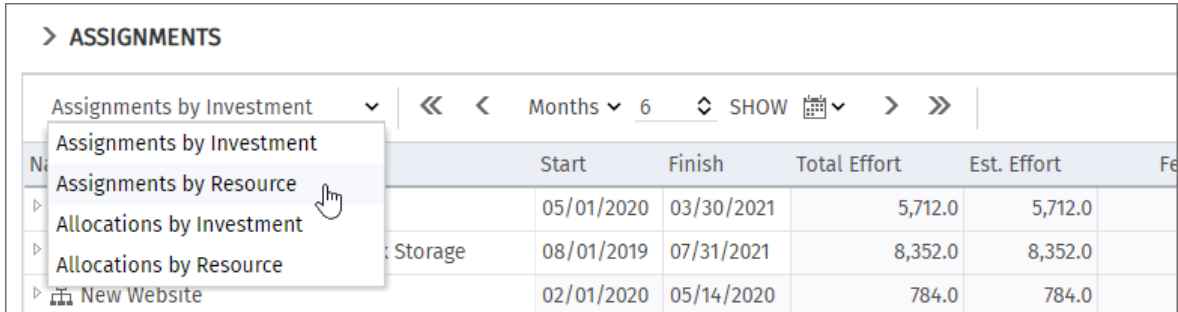 ASSIGNMENTS
Assignments by Investment Months 6 SHOW
Assignments by Investment
Assignments by Resource
Allocations by Investment
Allocations by Resource
Start Finish Total Effort Est. Effort
05/01/2020 03/30/2021 5,712.0 5,712.0
Storage 08/01/2019 07/31/2021 8,352.0 8,352.0
New Website 02/01/2020 05/14/2020 784.0 784.0